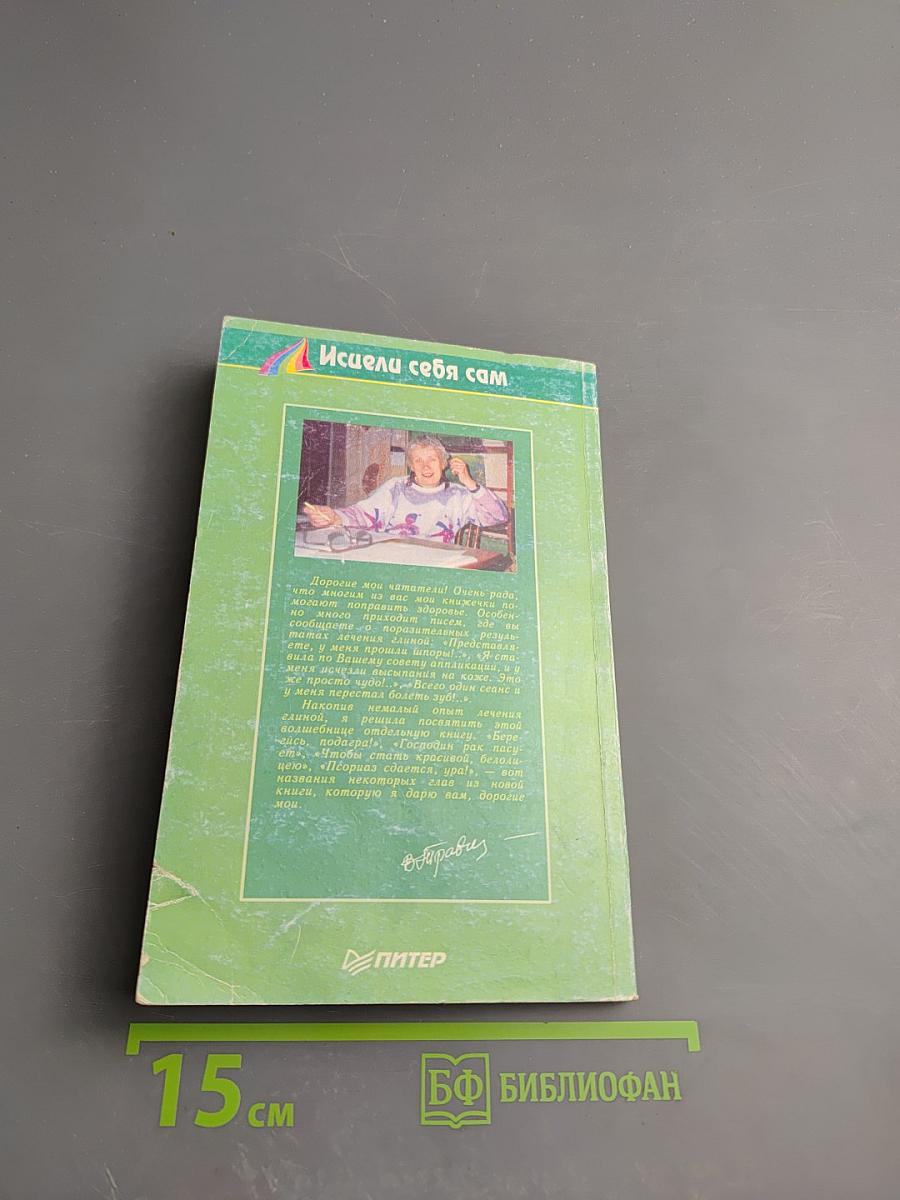 Исцели себя сам
Дорогие мои чататели! Очень рада,
что многим из вас мои книжечки по-
могают поправить здоровье. Особен-
но много приходит писем, где вы
сообщаете о поразительных резуль-
татах лечения глиной: «Представля-
ете, у меня прошли шпоры!..», «Я ста-
вила по Вашему совету аппликации, и у
меня исчезли высыпания на коже. Это
же просто чудо!..», «Всего один сеанс и
у меня перестал болеть зуб!..».
Накопив немалый опыт лечения
глиной, я решила посвятить этой
волшебнице отдельную книгу. «Бере-
гись, подагра!», «Господин рак пасу-
ет», «Чтобы стать красивой, белоли-
цею», «Псориаз сдается, ура!», — вот
названия некоторых глав из новой
книги, которую я дарю вам, дорогие
мои.
ПИТЕР
15 см
БФ БИБЛИОФАН